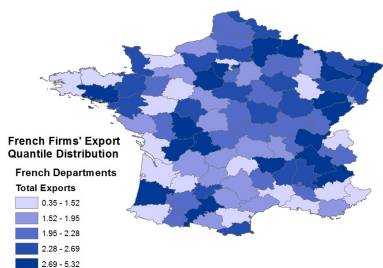 French Firms' Export
Quantile Distribution
French Departments
Total Exports
0.35 - 1.52
1.52 - 1.95
1.95 - 2.28
2.28 - 2.69
2.69 - 5.32